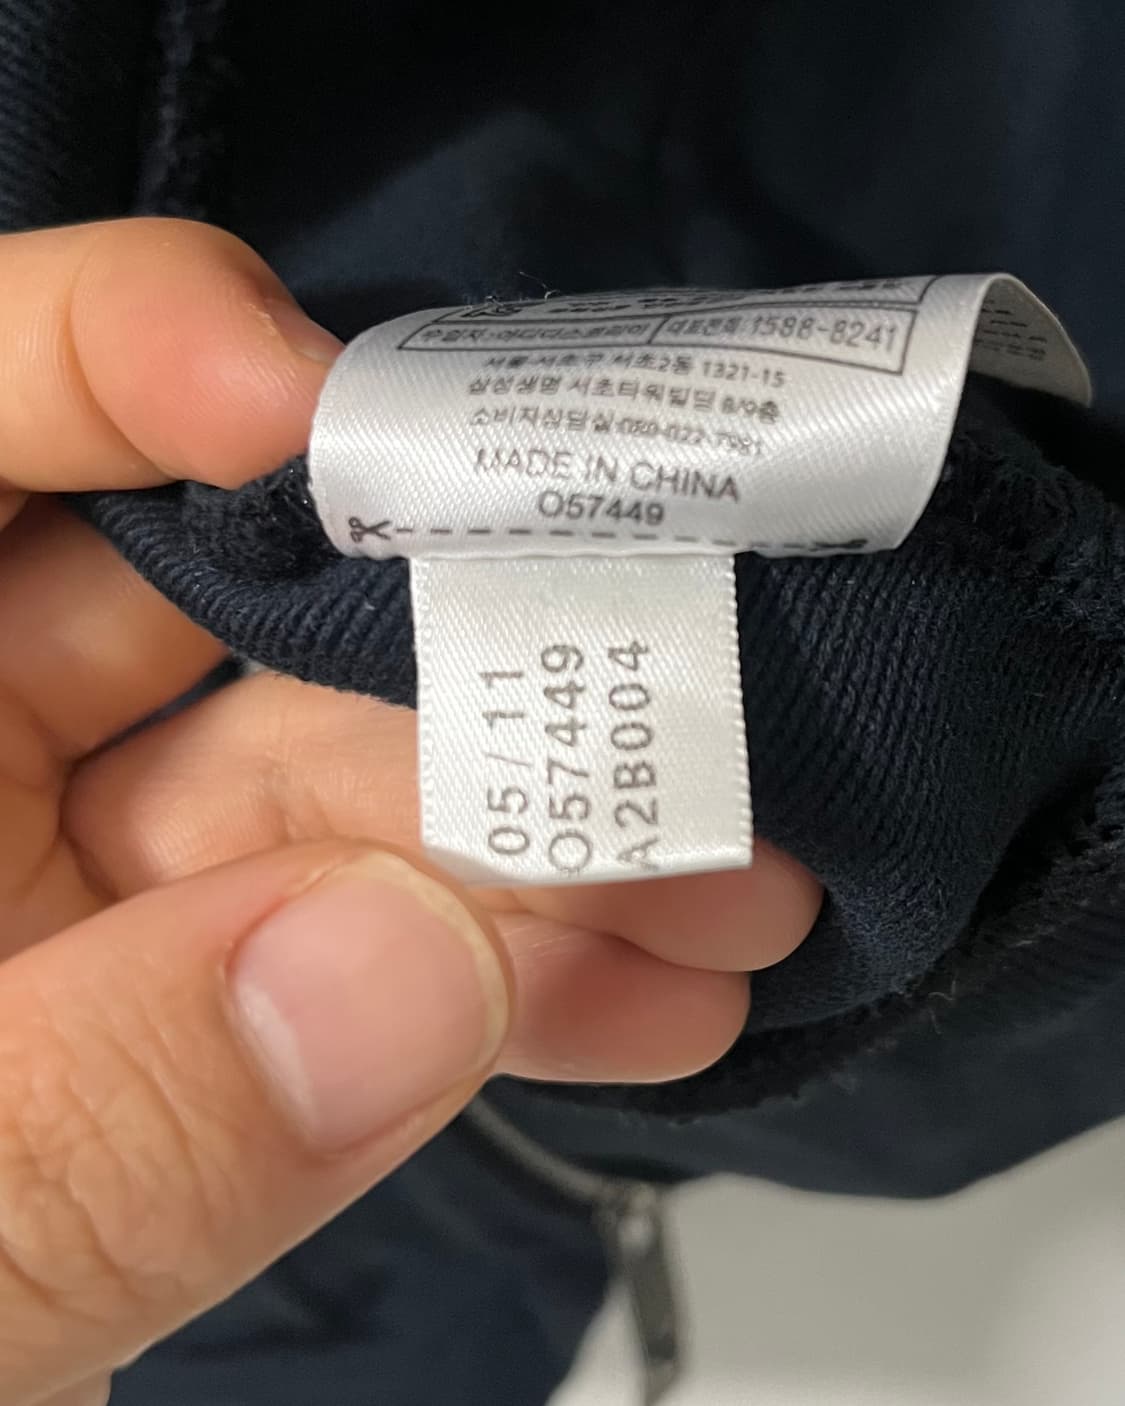 수입자:아디다스코리아 대표전화:1588-8241
서울 서초구 서초2동 1321-15
삼성생명 서초타워빌딩 8/9층
소비자상담실 080-022-7981
MADE IN CHINA
O57449
05/11
O57449
A2B004